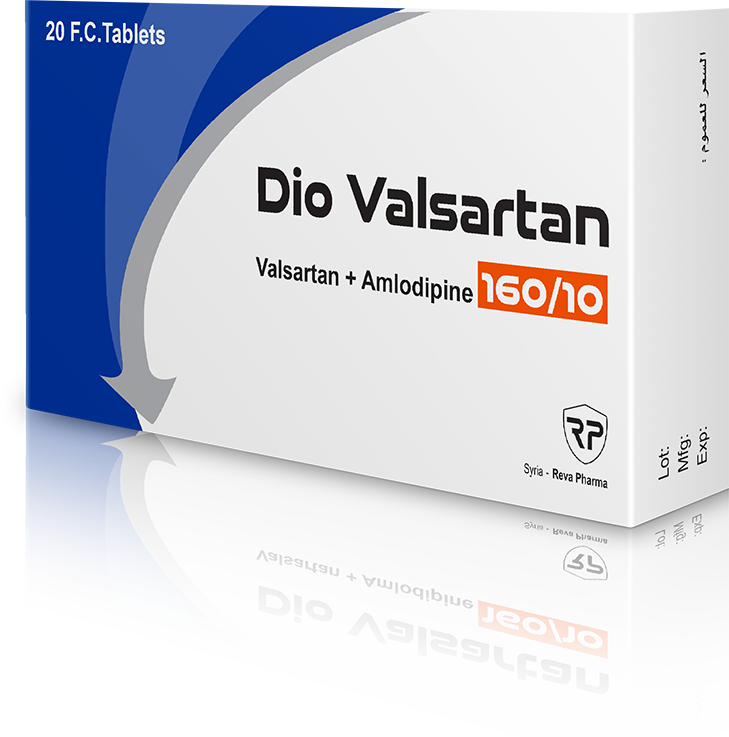 20 F.C.Tablets
Dio Valsartan
Valsartan + Amlodipine 160/10
RP
Syria - Reva Pharma
السعر للعموم :
Lot:
Mfg:
Exp: